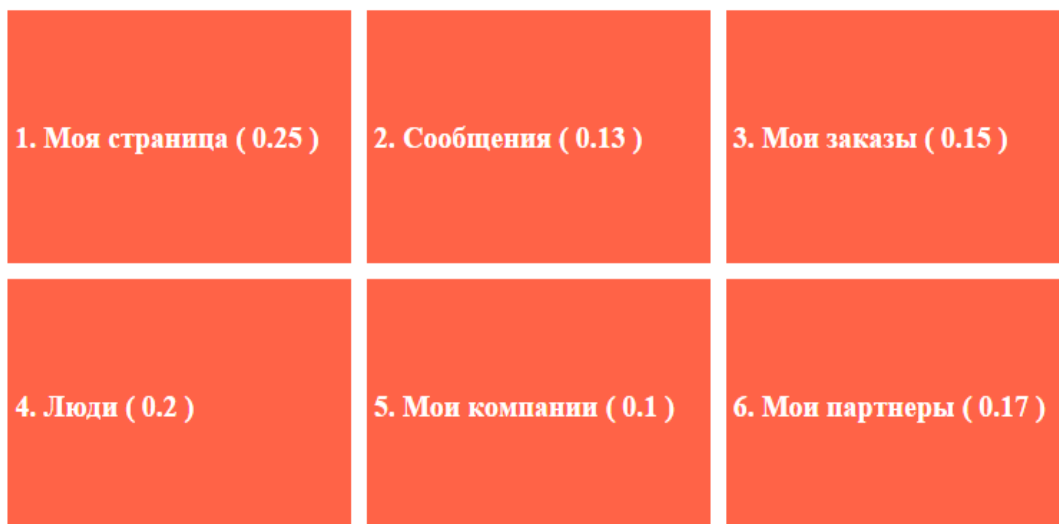 1. Моя страница ( 0.25 )
2. Сообщения ( 0.13 )
3. Мои заказы ( 0.15 )
4. Люди ( 0.2 )
5. Мои компании ( 0.1 )
6. Мои партнеры ( 0.17 )